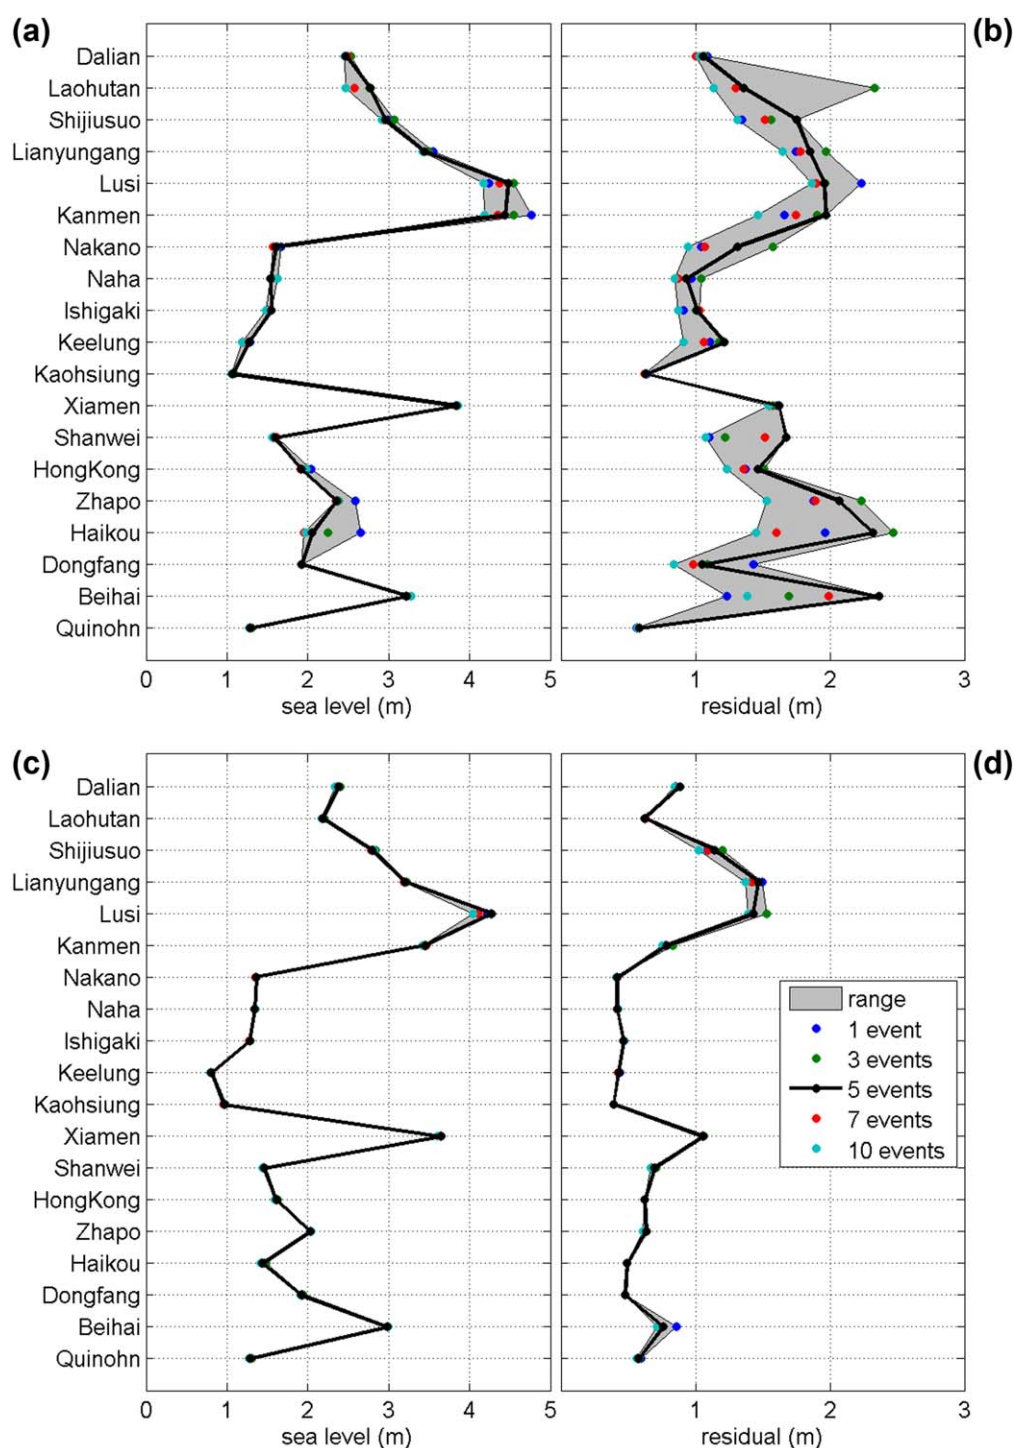 (a)
(b)
Dalian
Laohutan
Shijiusuo
Lianyungang
Lusi
Kanmen
Nakano
Naha
Ishigaki
Keelung
Kaohsiung
Xiamen
Shanwei
HongKong
Zhapo
Haikou
Dongfang
Beihai
Quinohn
0 1 2 3 4 5
sea level (m)
1 2 3
residual (m)
(c)
(d)
Dalian
Laohutan
Shijiusuo
Lianyungang
Lusi
Kanmen
Nakano
Naha
Ishigaki
Keelung
Kaohsiung
Xiamen
Shanwei
HongKong
Zhapo
Haikou
Dongfang
Beihai
Quinohn
range
1 event
3 events
5 events
7 events
10 events
0 1 2 3 4 5
sea level (m)
1 2 3
residual (m)